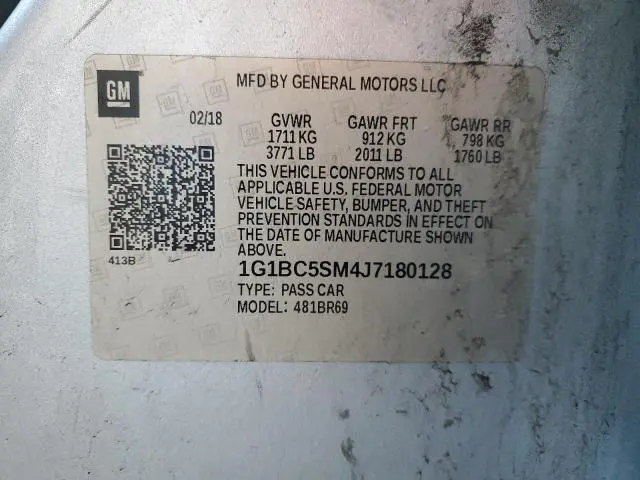 GM
MFD BY GENERAL MOTORS LLC
02/18 GVWR GAWR FRT GAWR RR
1711 KG 912 KG 798 KG
3771 LB 2011 LB 1760 LB
THIS VEHICLE CONFORMS TO ALL
APPLICABLE U.S. FEDERAL MOTOR
VEHICLE SAFETY, BUMPER, AND THEFT
PREVENTION STANDARDS IN EFFECT ON
THE DATE OF MANUFACTURE SHOWN
ABOVE.
413B
1G1BC5SM4J7180128
TYPE: PASS CAR
MODEL: 481BR69